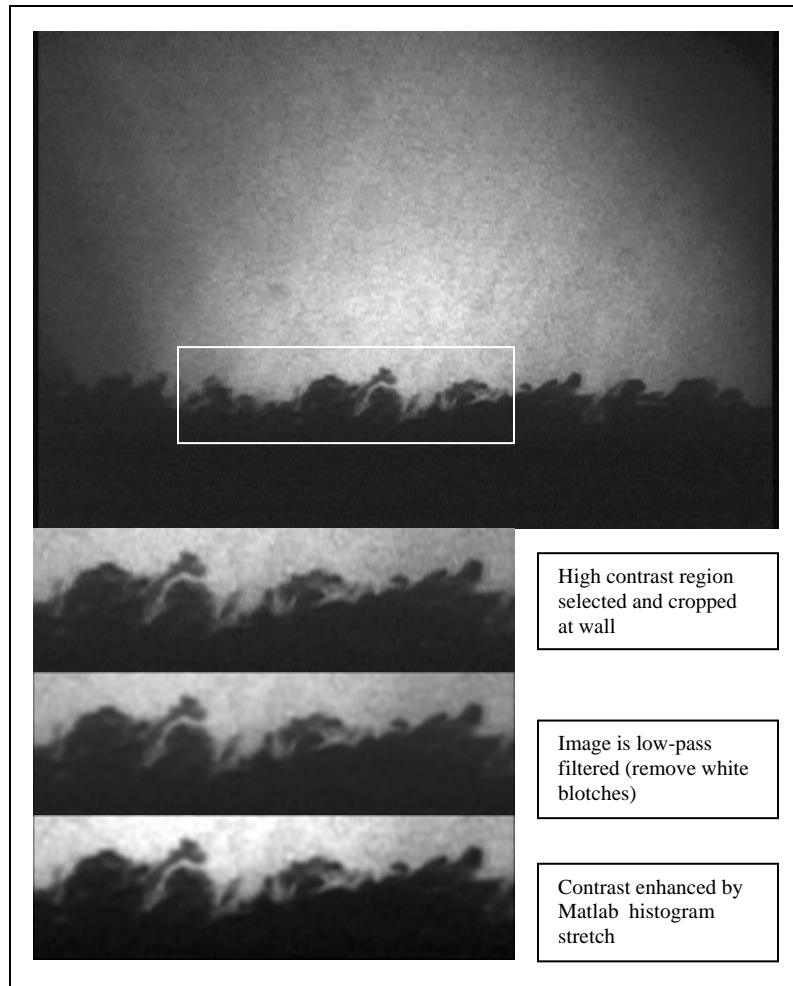 High contrast region
selected and cropped
at wall
Image is low-pass
filtered (remove white
blotches)
Contrast enhanced by
Matlab histogram
stretch